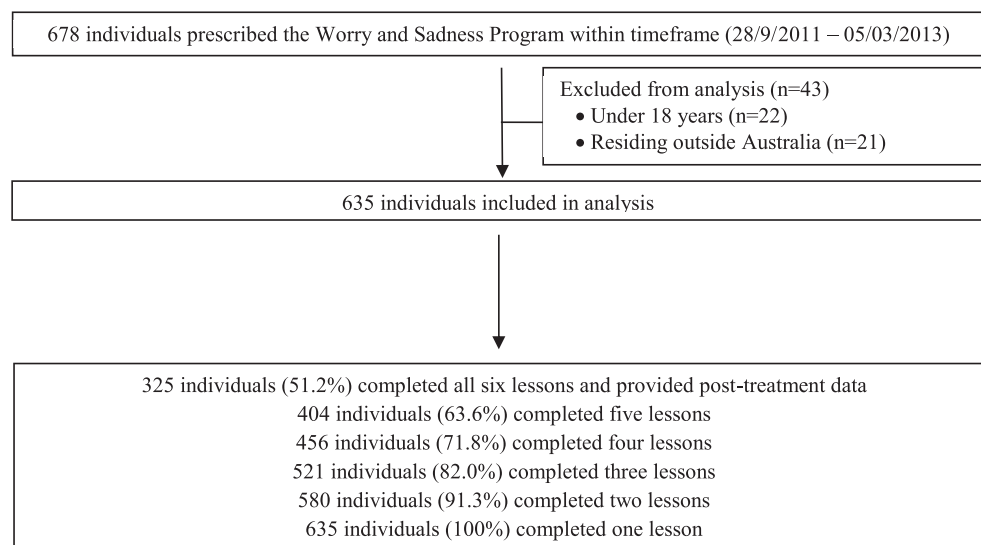 678 individuals prescribed the Worry and Sadness Program within timeframe (28/9/2011 – 05/03/2013)
Excluded from analysis (n=43)
• Under 18 years (n=22)
• Residing outside Australia (n=21)
635 individuals included in analysis
325 individuals (51.2%) completed all six lessons and provided post-treatment data
404 individuals (63.6%) completed five lessons
456 individuals (71.8%) completed four lessons
521 individuals (82.0%) completed three lessons
580 individuals (91.3%) completed two lessons
635 individuals (100%) completed one lesson